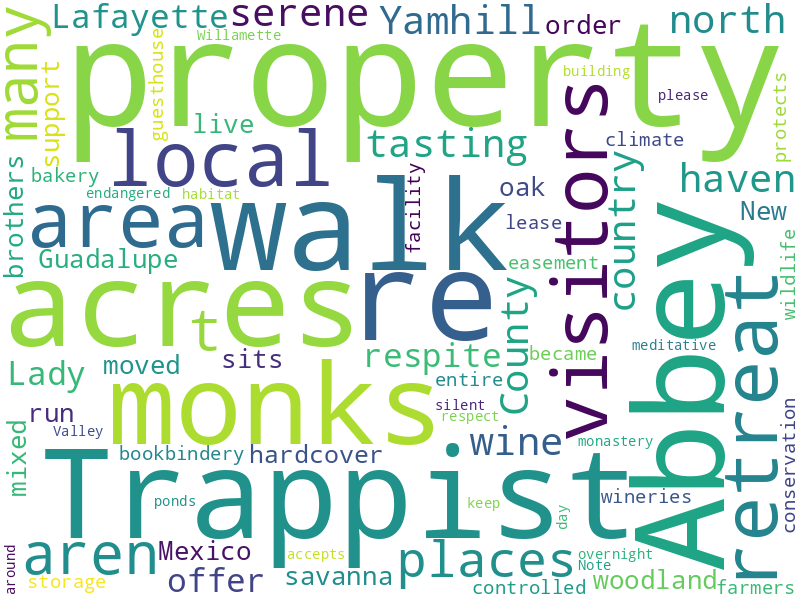 Lafayette
serene
Yamhill
order
north
many
property
Willamette
guesthouse
support
building
please
protects
live
local
tasting
visitors
climate
brothers
bakery
endangered
habitat
facility
oak
country
haven
area
walk
lease
New
Guadalupe
easement
Abbey
wildlife
acres
t
re
county
retreat
Lady
moved
sits
respite
became
meditative
monks
entire
run
silent
respect
Valley
mixed
bookbindery
hardcover
wine
monastery
conservation
Trappist
ponds
keep
day
wineries
around
aren
Mexico
accepts
places
overnight
Note
storage
offer
savanna
controlled
woodland
farmers